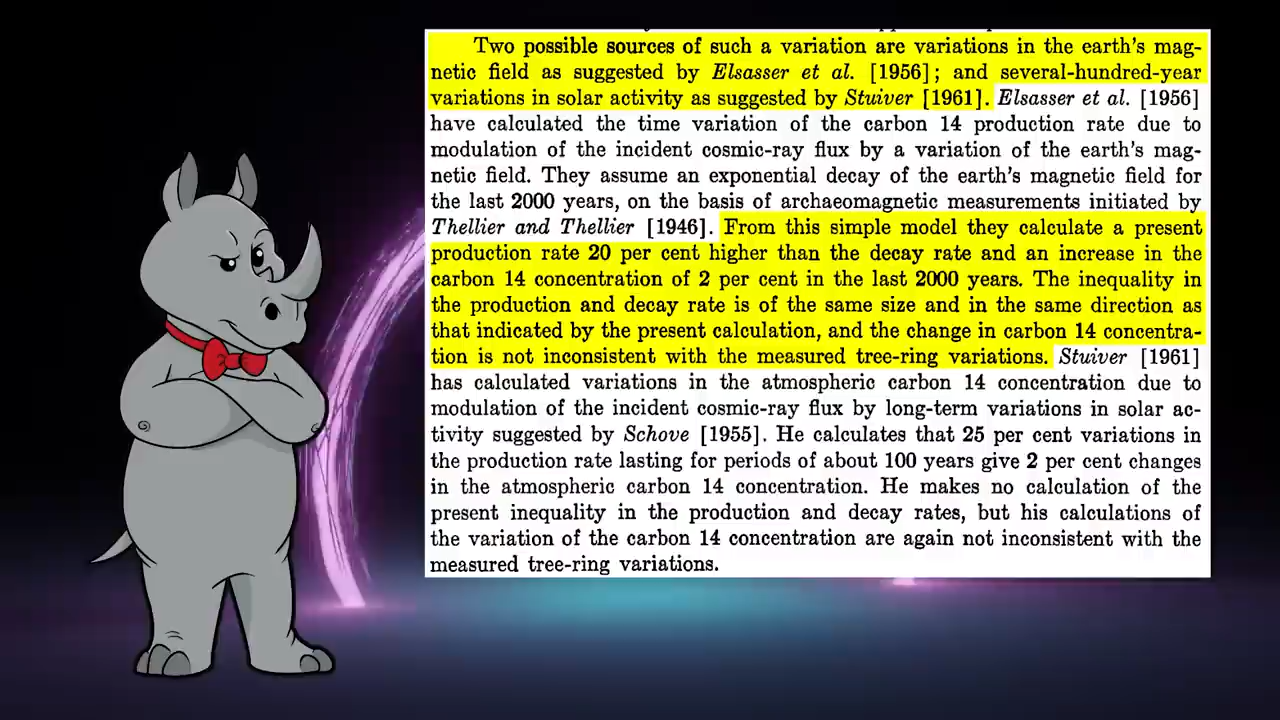 Two possible sources of such a variation are variations in the earth's mag-
netic field as suggested by Elsasser et al. [1956]; and several-hundred-year
variations in solar activity as suggested by Stuiver [1961]. Elsasser et al. [1956]
have calculated the time variation of the carbon 14 production rate due to
modulation of the incident cosmic-ray flux by a variation of the earth's mag-
netic field. They assume an exponential decay of the earth's magnetic field for
the last 2000 years, on the basis of archaeomagnetic measurements initiated by
Thellier and Thellier [1946]. From this simple model they calculate a present
production rate 20 per cent higher than the decay rate and an increase in the
carbon 14 concentration of 2 per cent in the last 2000 years. The inequality in
the production and decay rate is of the same size and in the same direction as
that indicated by the present calculation, and the change in carbon 14 concentra-
tion is not inconsistent with the measured tree-ring variations. Stuiver [1961]
has calculated variations in the atmospheric carbon 14 concentration due to
modulation of the incident cosmic-ray flux by long-term variations in solar ac-
tivity suggested by Schove [1955]. He calculates that 25 per cent variations in
the production rate lasting for periods of about 100 years give 2 per cent changes
in the atmospheric carbon 14 concentration. He makes no calculation of the
present inequality in the production and decay rates, but his calculations of
the variation of the carbon 14 concentration are again not inconsistent with the
measured tree-ring variations.